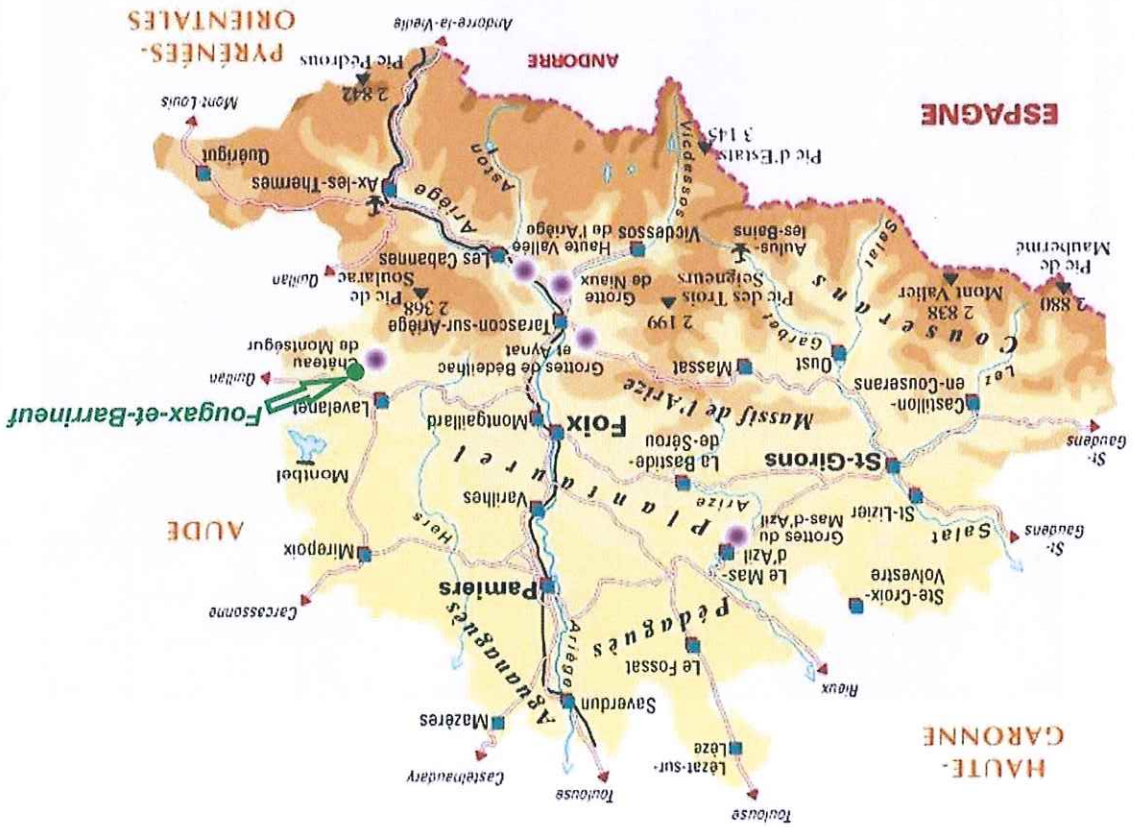 HAUTE-
GARONNE
Toulouse
Toulouse
Castelnaudary
Lézat-sur-
Lèze
Saverdun
Mazères
Rieux
Le Fossat
Ariège
Aguanaguès
Pédaguès
Ste-Croix-
Volvestre
Pamiers
Carcassonne
Le Mas-
d'Azil
Grottes du
Mas-d'Azil
Mirepoix
AUDE
St-
Gaudens
Salat
St-Lizier
Arize
Plantaurel
Varilhes
Hers
St-Girons
La Bastide-
de-Sérou
Foix
Montbel
St-
Gaudens
Castillon-
en-Couserans
Massif de l'Arize
Montgaillard
Lavelanet
Fougax-et-Barrineuf
Lez
Oust
Massat
Grottes de Bédeilhac
et Aynat
Château
de Montségur
Quillan
Couserans
Garbet
Tarascon-sur-Ariège
2 880
Pic de
Maubermé
2 838
Mont Valier
Salat
2 199
Pic des Trois
Seigneurs
Grotte
de Niaux
2 368
Pic de
Soularac
Aulus-
les-Bains
Vicdessos
Haute Vallée
de l'Ariège
Les Cabannes
Quillan
Ariège
Ax-les-Thermes
Quérigut
Pic d'Estats
3 145
Vicdessos
Aston
Mont-Louis
ESPAGNE
ANDORRE
2 842
Pic Pédrous
Andorre-la-Vieille
PYRÉNÉES-
ORIENTALES